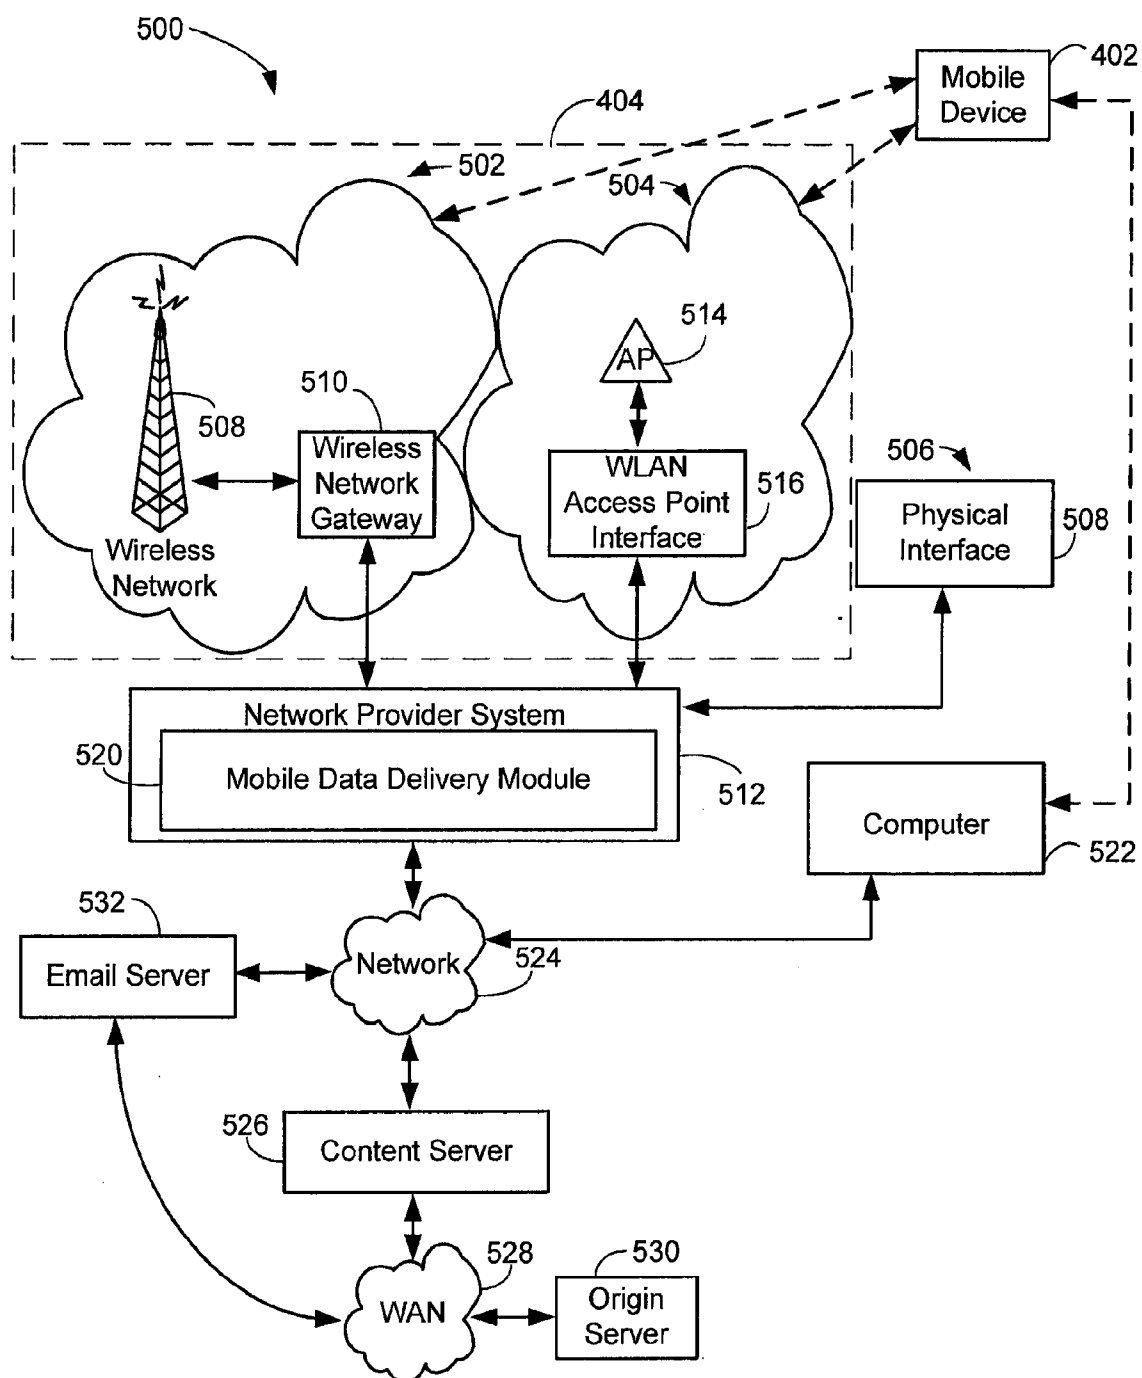 500
402
Mobile
Device
404
502
504
514
AP
510
508
Wireless
Network
Gateway
WLAN
Access Point
Interface
516
506
Physical
Interface
508
Wireless
Network
Network Provider System
520
Mobile Data Delivery Module
512
Computer
522
532
Email Server
Network
524
526
Content Server
528
WAN
530
Origin
Server